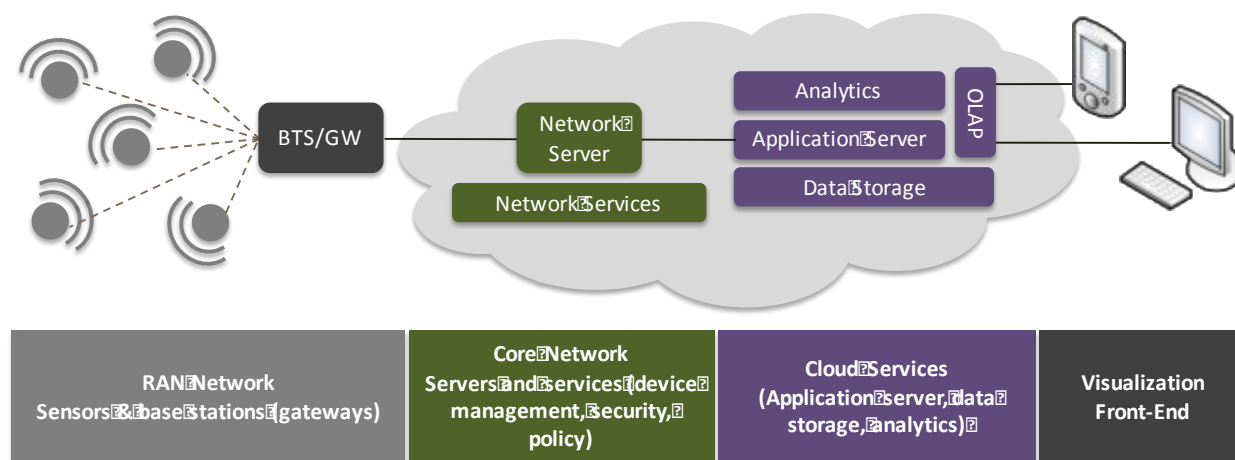 BTS/GW
Network
Server
Network Services
Analytics
Application Server
Data Storage
OLAP
RAN Network
Sensors & base stations (gateways)
Core Network
Servers and services (device
management, security,
policy)
Cloud Services
(Application server, data
storage, analytics)
Visualization
Front-End